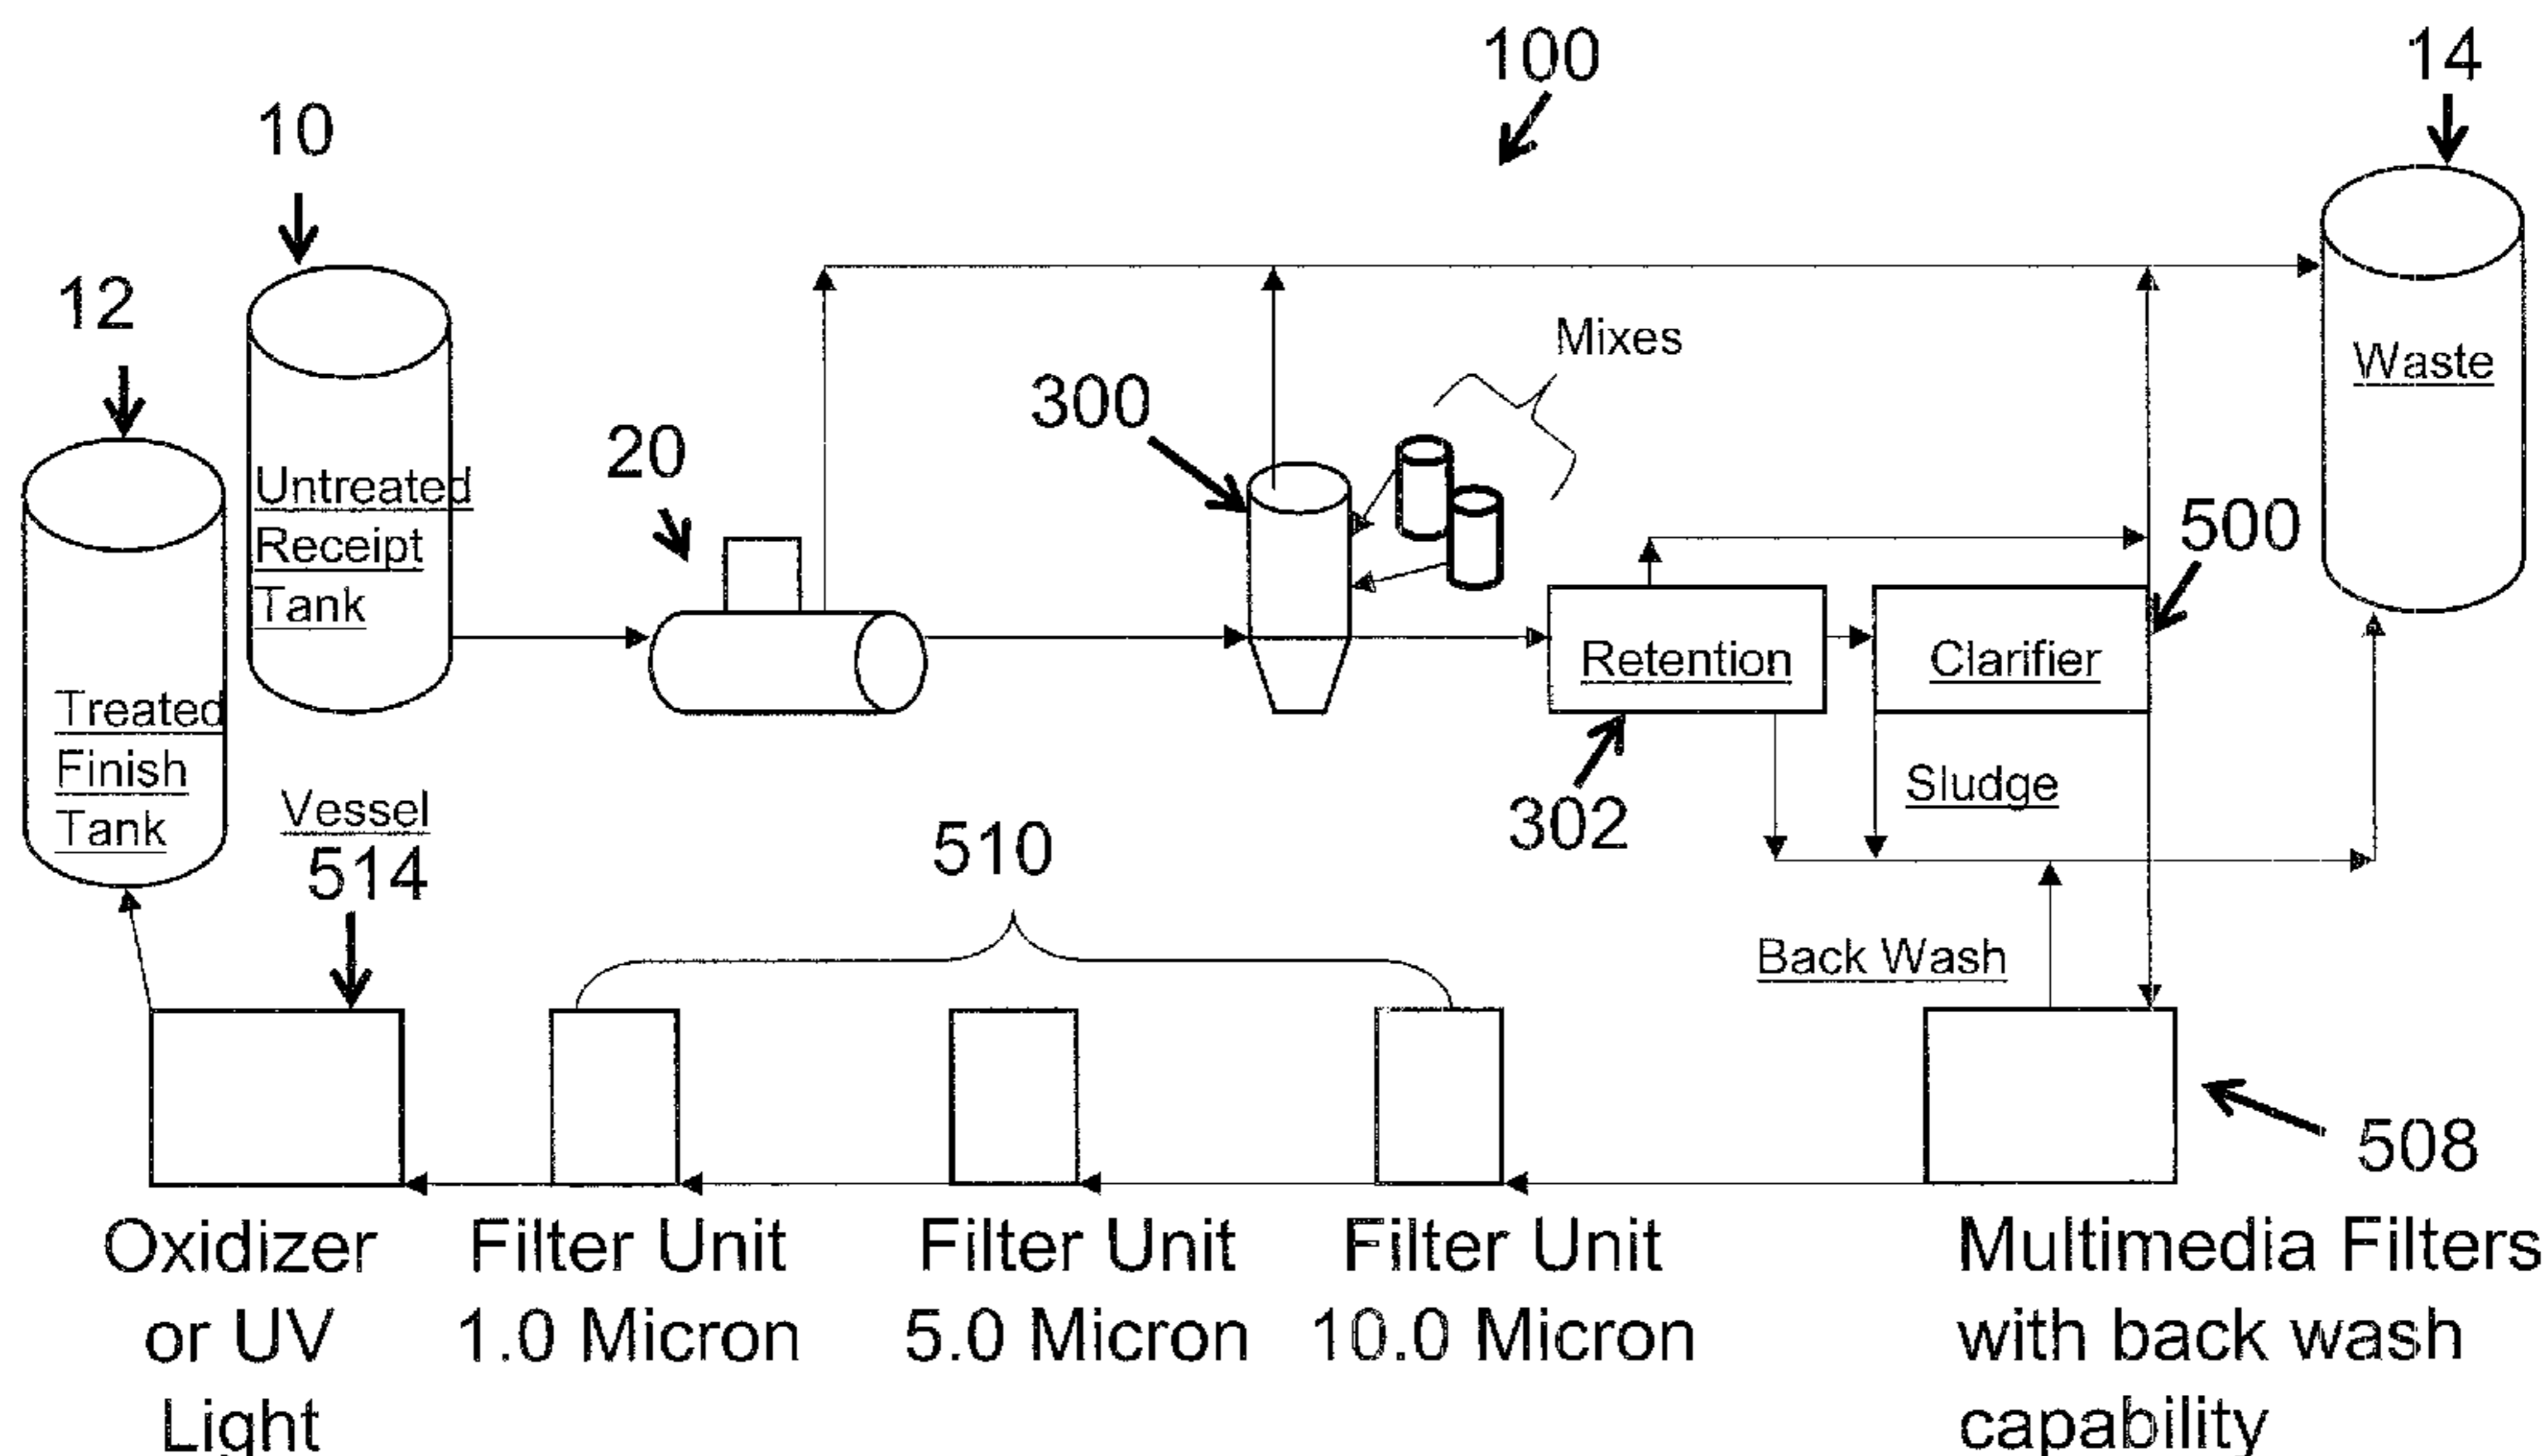 100
14
10
12
Mixes
Waste
300
20
Untreated
Receipt
Tank
500
Retention
Clarifier
Treated
Finish
Tank
Sludge
302
Vessel
514
510
Back Wash
508
Oxidizer
or UV
Light
Filter Unit
1.0 Micron
Filter Unit
5.0 Micron
Filter Unit
10.0 Micron
Multimedia Filters
with back wash
capability